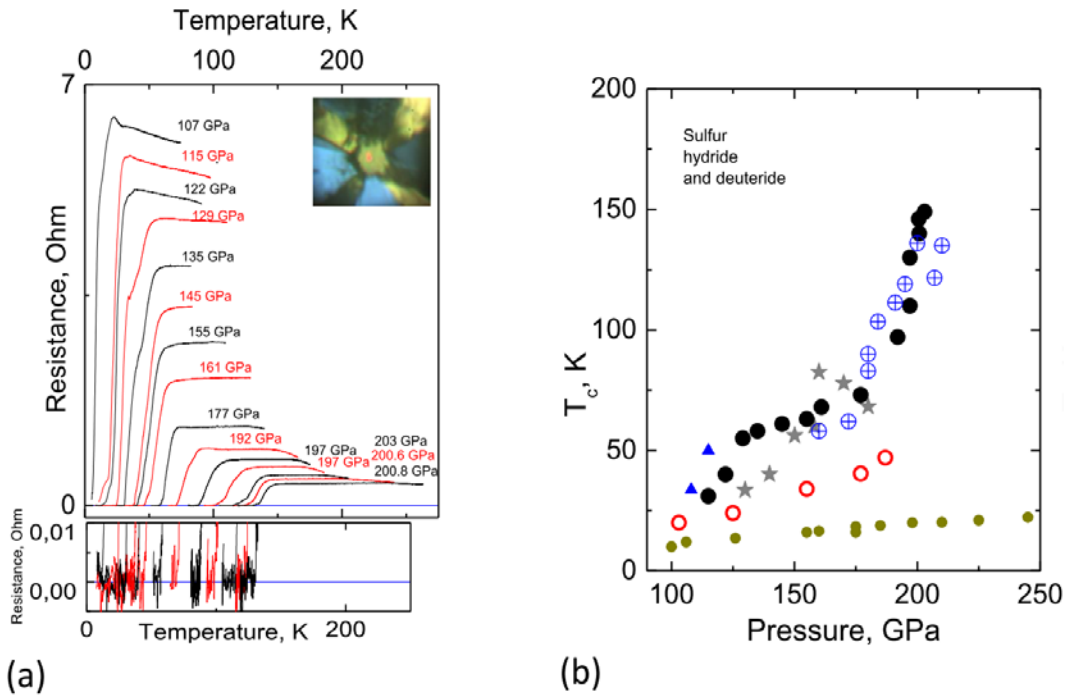 Temperature, K
0 100 200
7
107 GPa
115 GPa
122 GPa
129 GPa
135 GPa
145 GPa
155 GPa
161 GPa
177 GPa
192 GPa
197 GPa
197 GPa
203 GPa
200.6 GPa
200.8 GPa
Resistance, Ohm
0
0,01
0,00
Resistance, Ohm
0 200
Temperature, K
(a)
200
150
100
50
0
T_c, K
Sulfur
hydride
and deuteride
100 150 200 250
Pressure, GPa
(b)